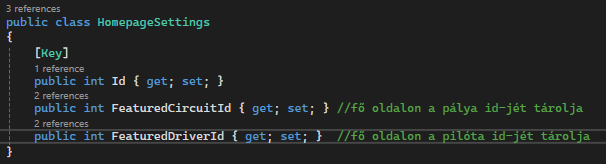 3 references
public class HomepageSettings
{
[Key]
1 reference
public int Id { get; set; }
2 references
public int FeaturedCircuitId { get; set; } //fő oldalon a pálya id-jét tárolja
2 references
public int FeaturedDriverId { get; set; }  //fő oldalon a pilóta id-jét tárolja
}